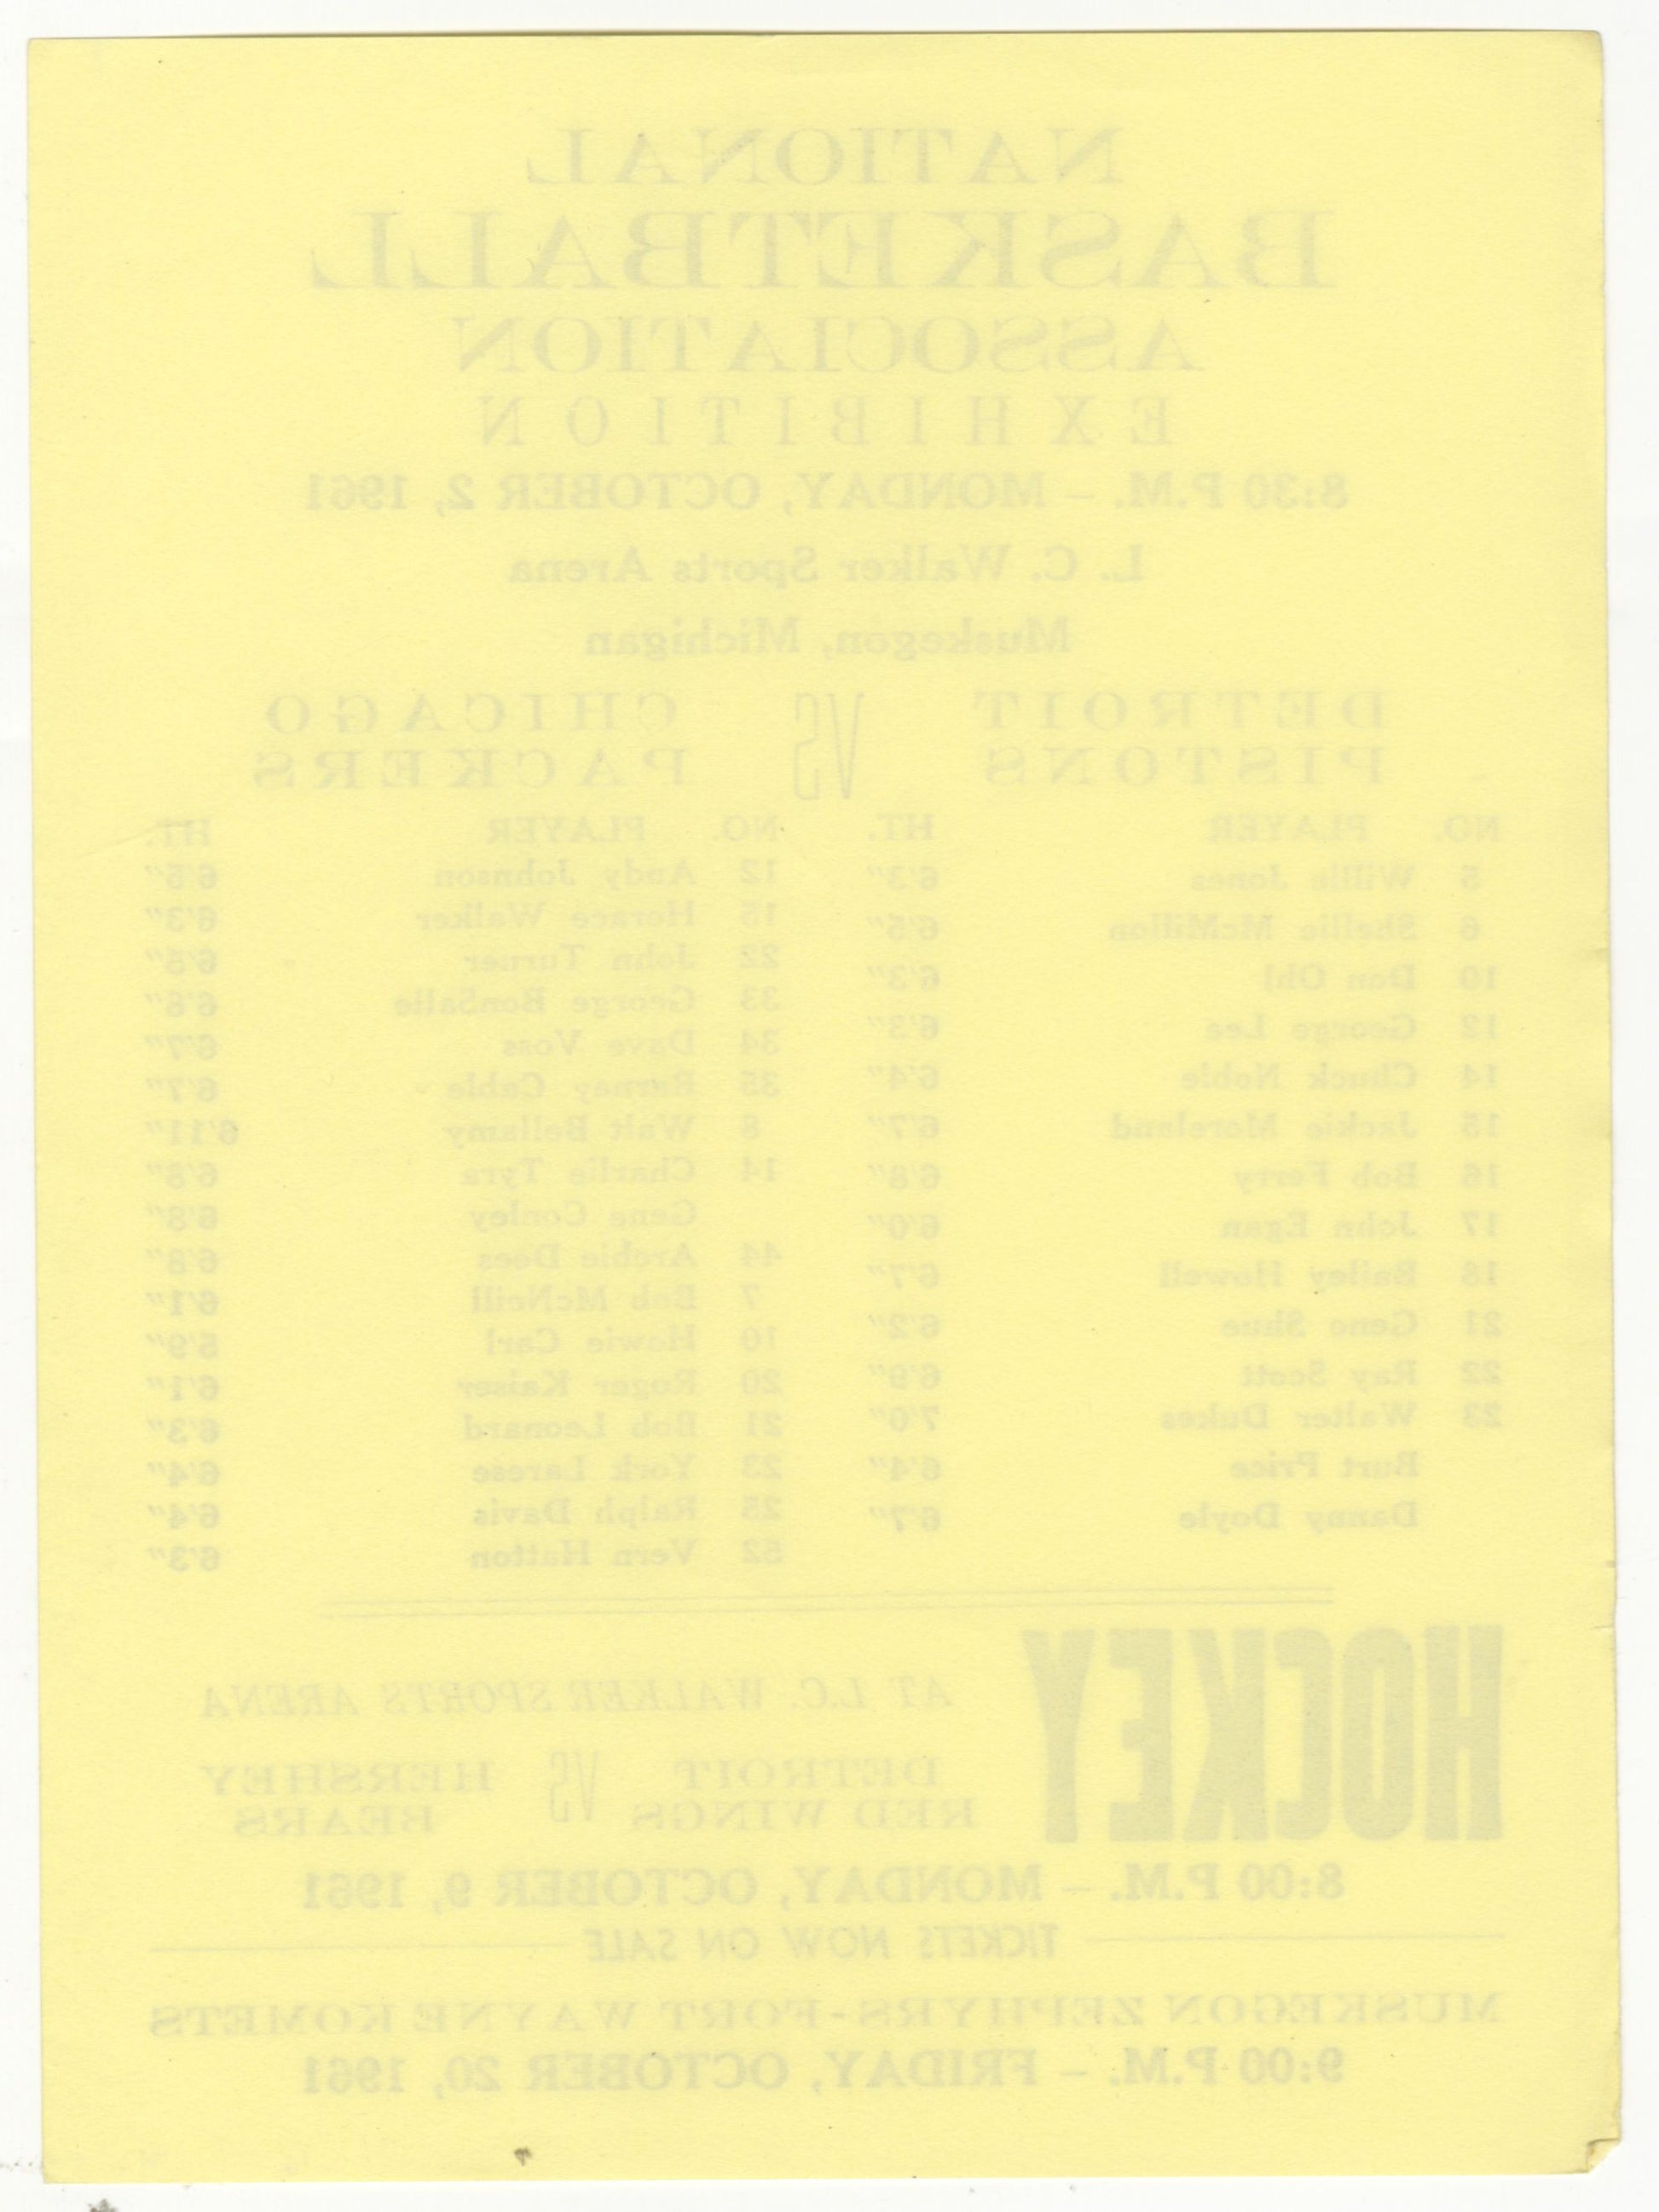 NATIONAL
BASKETBALL
ASSOCIATION
EXHIBITION
8:30 P.M. – MONDAY, OCTOBER 2, 1961
L. C. Walker Sports Arena
Muskegon, Michigan
DETROIT PISTONS VS CHICAGO PACKERS
NO. PLAYER HT. NO. PLAYER HT.
5 Willie Jones 6'3" 12 Andy Johnson 6'5"
6 Shellie McMillon 6'5" 15 Horace Walker 6'3"
10 Don Ohl 6'3" 22 John Turner 6'5"
12 George Lee 6'3" 33 George BonSalle 6'8"
14 Chuck Noble 6'4" 34 Dave Voss 6'7"
15 Jackie Moreland 6'7" 35 Barney Cable 6'7"
16 Bob Ferry 6'8" 8 Walt Bellamy 6'11"
17 John Egan 6'0" 14 Charlie Tyra 6'8"
18 Bailey Howell 6'7" Gene Conley 6'8"
21 Gene Shue 6'2" 44 Archie Dees 6'8"
22 Ray Scott 6'9" 7 Bob McNeill 6'1"
23 Walter Dukes 7'0" 10 Howie Carl 5'9"
Burt Price 6'4" 20 Roger Kaiser 6'1"
Danny Doyle 6'7" 21 Bob Leonard 6'3"
23 York Larese 6'4"
25 Ralph Davis 6'4"
52 Vern Hatton 6'3"
HOCKEY
AT L.C. WALKER SPORTS ARENA
DETROIT RED WINGS VS HERSHEY BEARS
8:00 P.M. – MONDAY, OCTOBER 9, 1961
TICKETS NOW ON SALE
MUSKEGON ZEPHYRS-FORT WAYNE KOMETS
9:00 P.M. – FRIDAY, OCTOBER 20, 1961